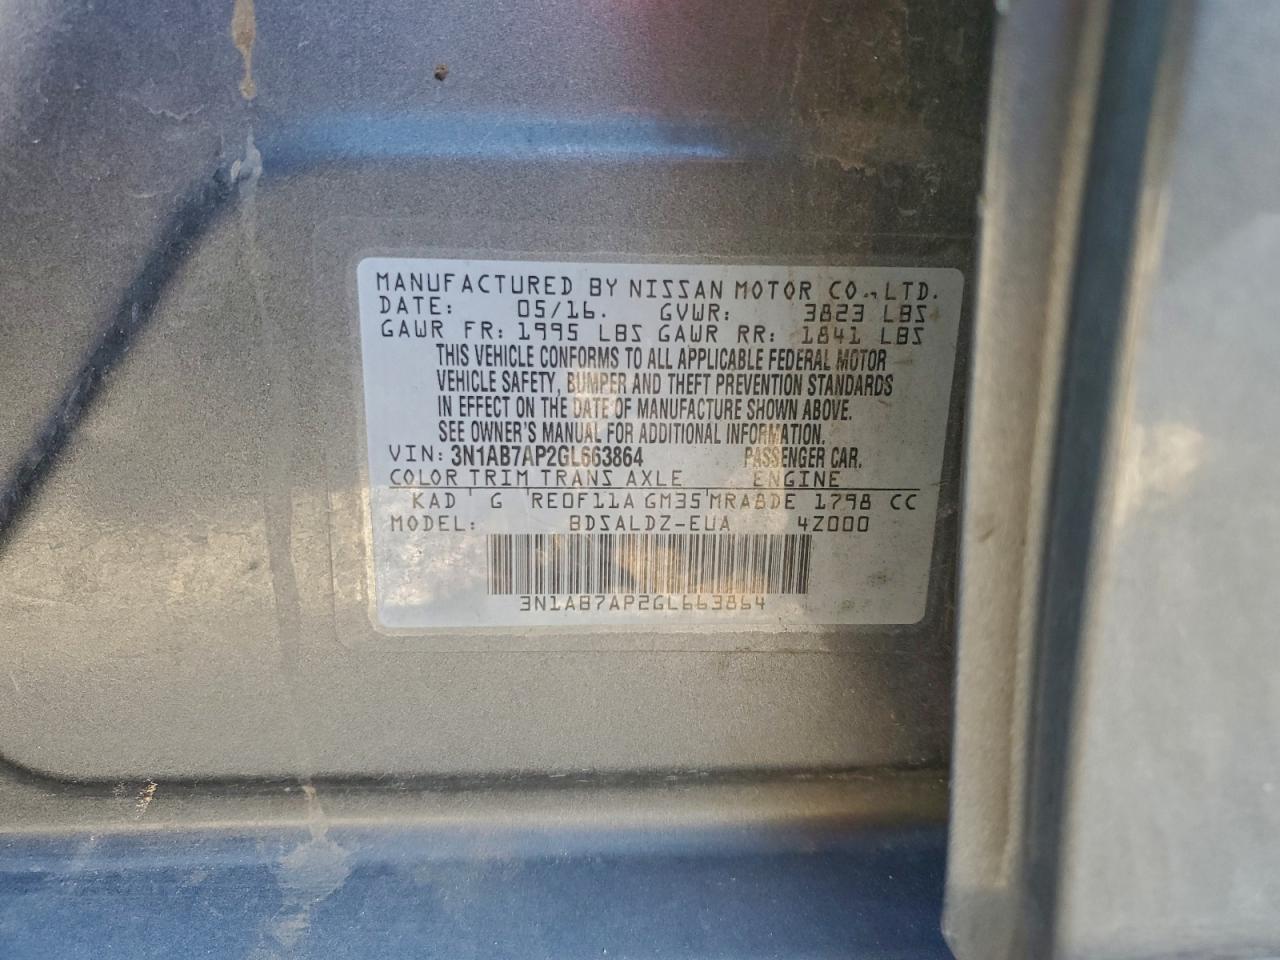 MANUFACTURED BY NISSAN MOTOR CO., LTD.
DATE: 05/16. GVWR: 3823 LBS
GAWR FR: 1995 LBS GAWR RR: 1841 LBS
THIS VEHICLE CONFORMS TO ALL APPLICABLE FEDERAL MOTOR
VEHICLE SAFETY, BUMPER AND THEFT PREVENTION STANDARDS
IN EFFECT ON THE DATE OF MANUFACTURE SHOWN ABOVE.
SEE OWNER'S MANUAL FOR ADDITIONAL INFORMATION.
VIN: 3N1AB7AP2GL663864 PASSENGER CAR.
COLOR TRIM TRANS AXLE ENGINE
KAD G RE0F11A GM35 MRA8DE 1798 CC
MODEL: BDSALDZ-EUA 4Z000
3N1AB7AP2GL663864